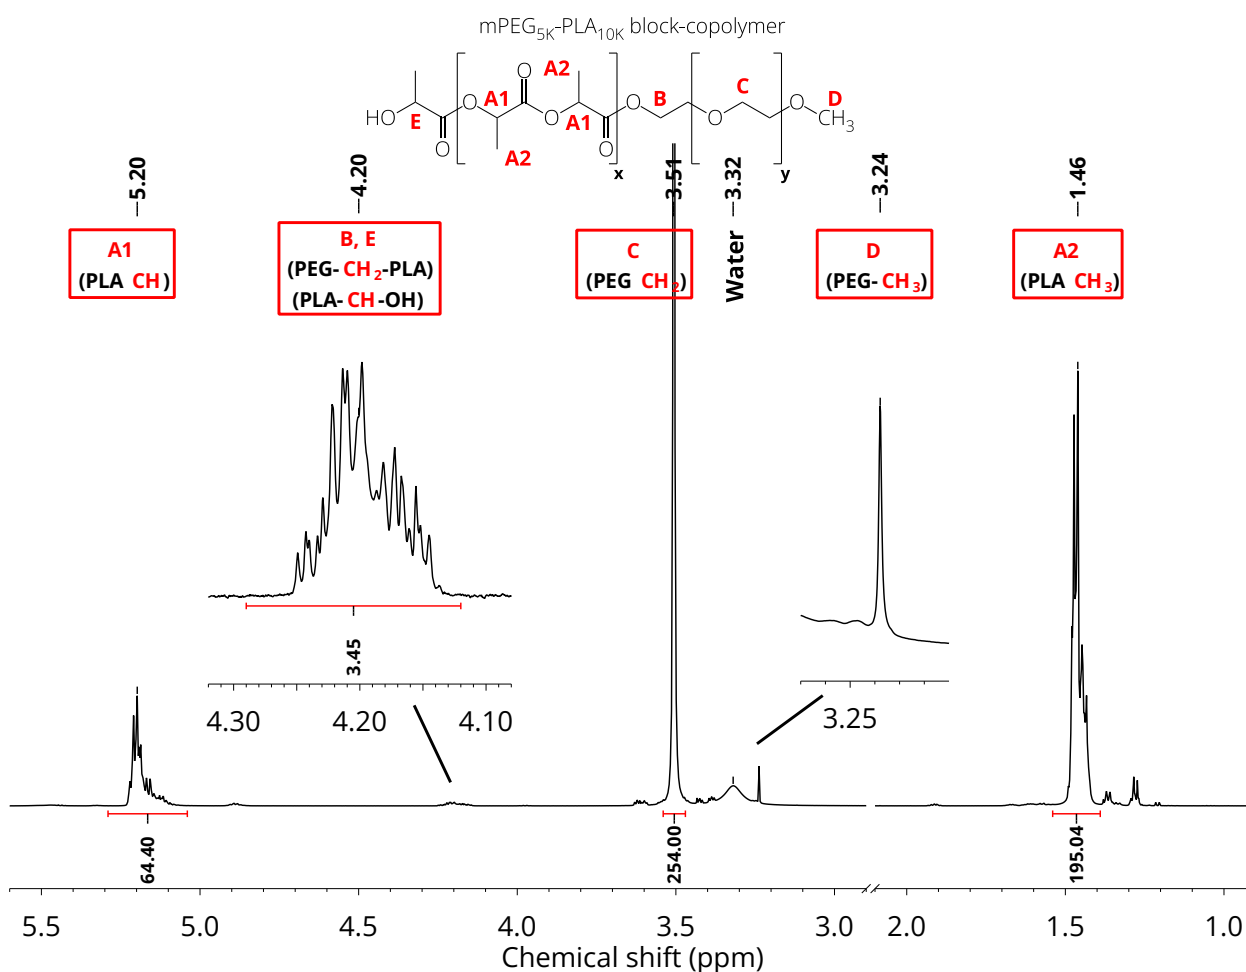 mPEG5K-PLA10K block-copolymer
O A2 C
HO E O A1 O A1 O B O O D CH3
O A2 O
x y
5.20 4.20 3.51 3.32 3.24 1.46
A1
(PLA CH)
B, E
(PEG-CH2-PLA)
(PLA-CH-OH)
C
(PEG CH2)
Water
D
(PEG-CH3)
A2
(PLA CH3)
3.45
4.30 4.20 4.10
3.25
64.40 254.00 195.04
5.5 5.0 4.5 4.0 3.5 3.0 2.0 1.5 1.0
Chemical shift (ppm)